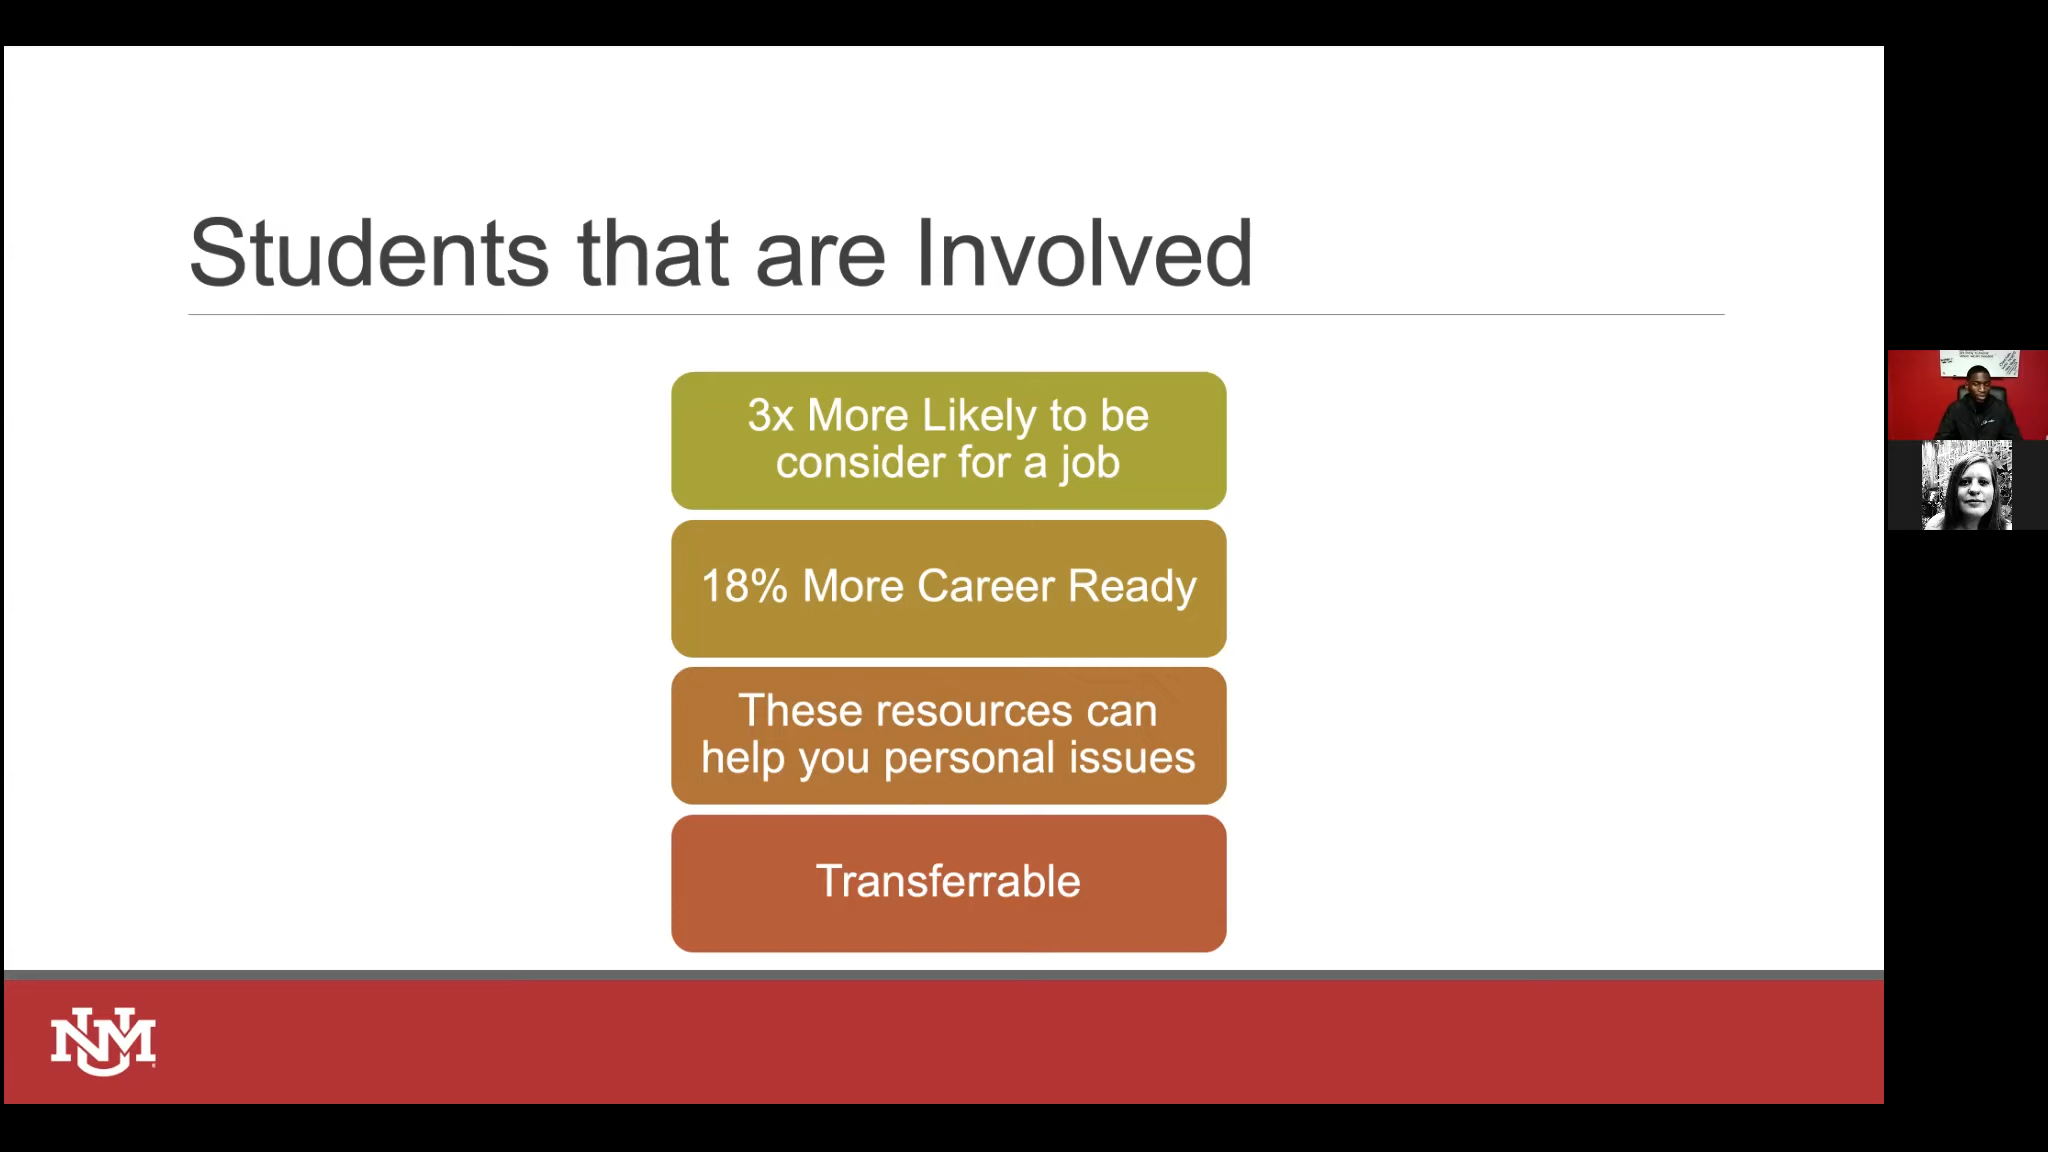 Students that are Involved
3x More Likely to be
consider for a job
18% More Career Ready
These resources can
help you personal issues
Transferrable
UNM